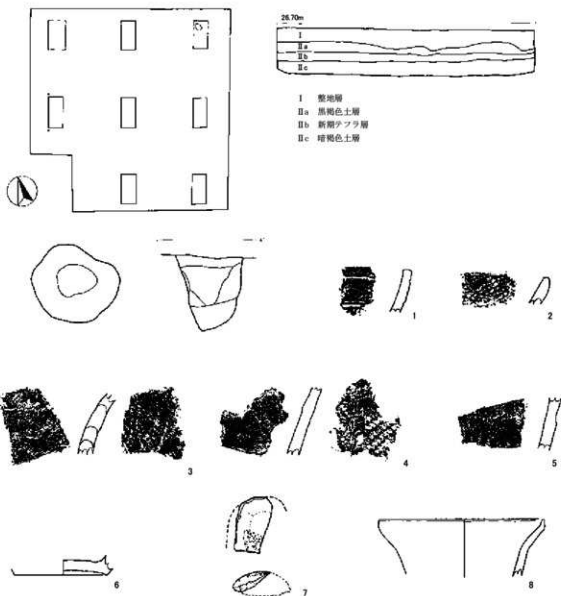 26.70m
I
IIa
IIb
IIc
I 整地層
IIa 黒褐色土層
IIb 新期テフラ層
IIc 暗褐色土層
1
2
3
4
5
6
7
8